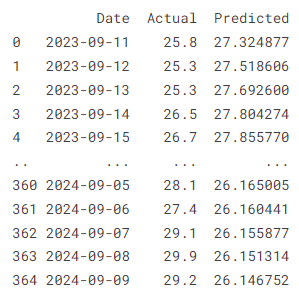 Date Actual Predicted
0 2023-09-11 25.8 27.324877
1 2023-09-12 25.3 27.518606
2 2023-09-13 25.3 27.692600
3 2023-09-14 26.5 27.804274
4 2023-09-15 26.7 27.855770
.. ... ... ...
360 2024-09-05 28.1 26.165005
361 2024-09-06 27.4 26.160441
362 2024-09-07 29.1 26.155877
363 2024-09-08 29.9 26.151314
364 2024-09-09 29.2 26.146752